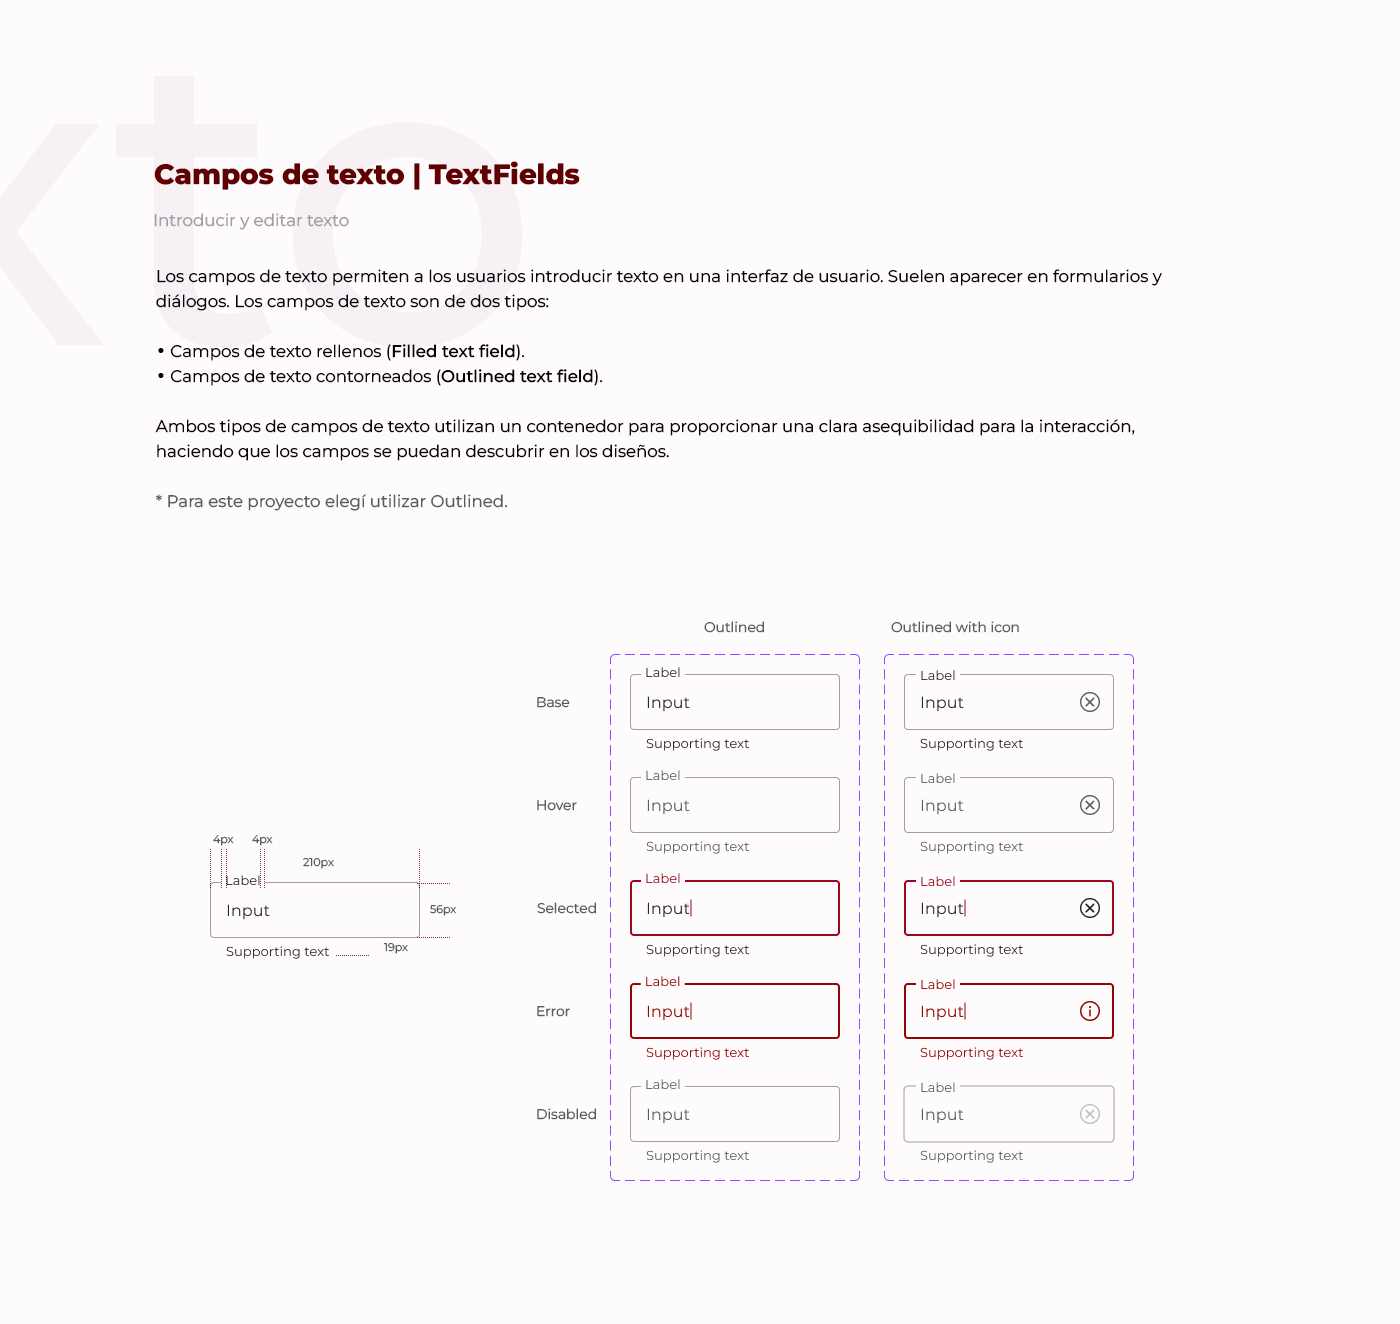 xto
Campos de texto | TextFields
Introducir y editar texto
Los campos de texto permiten a los usuarios introducir texto en una interfaz de usuario. Suelen aparecer en formularios y
diálogos. Los campos de texto son de dos tipos:
• Campos de texto rellenos (Filled text field).
• Campos de texto contorneados (Outlined text field).
Ambos tipos de campos de texto utilizan un contenedor para proporcionar una clara asequibilidad para la interacción,
haciendo que los campos se puedan descubrir en los diseños.
* Para este proyecto elegí utilizar Outlined.
4px 4px
210px
Label
Input
56px
Supporting text
19px
Outlined
Outlined with icon
Base
Label
Input
Supporting text
Label
Input
Supporting text
Hover
Label
Input
Supporting text
Label
Input
Supporting text
Selected
Label
Input
Supporting text
Label
Input
Supporting text
Error
Label
Input
Supporting text
Label
Input
Supporting text
Disabled
Label
Input
Supporting text
Label
Input
Supporting text